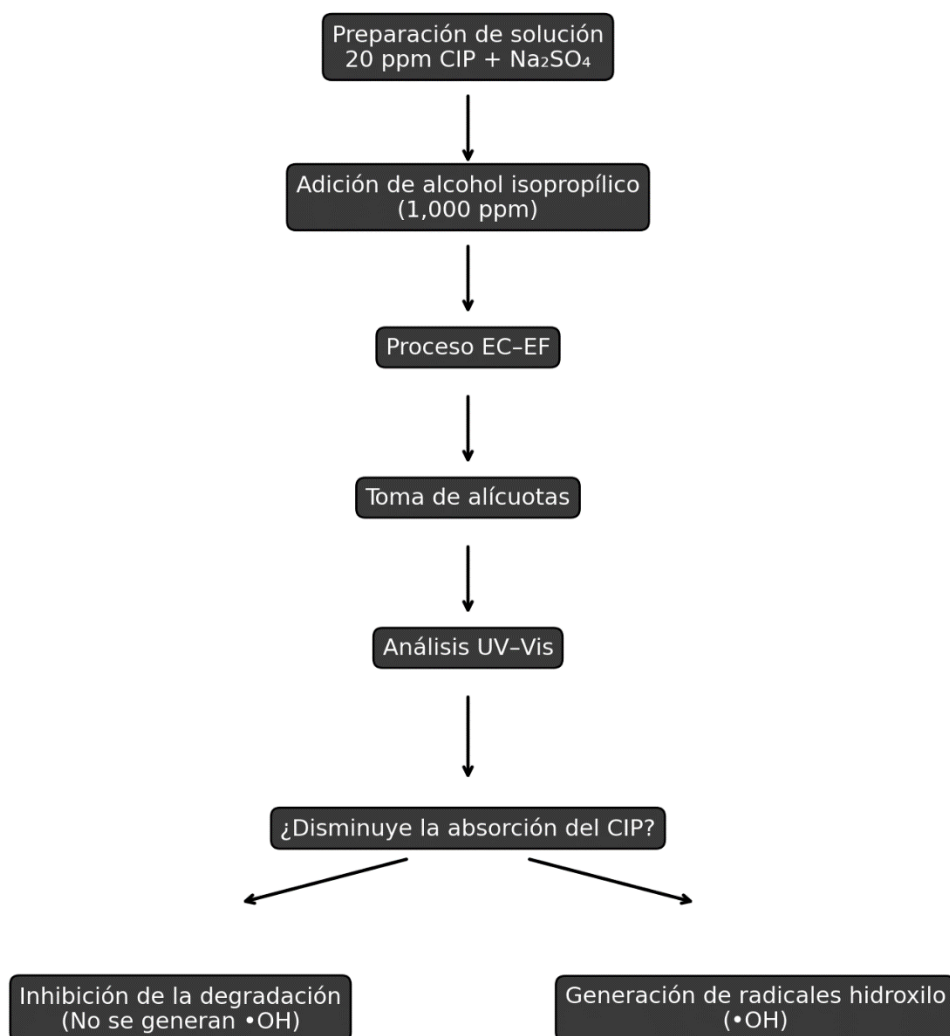 Preparación de solución
20 ppm CIP + Na₂SO₄
Adición de alcohol isopropílico
(1,000 ppm)
Proceso EC–EF
Toma de alícuotas
Análisis UV–Vis
¿Disminuye la absorción del CIP?
Inhibición de la degradación
(No se generan •OH)
Generación de radicales hidroxilo
(•OH)